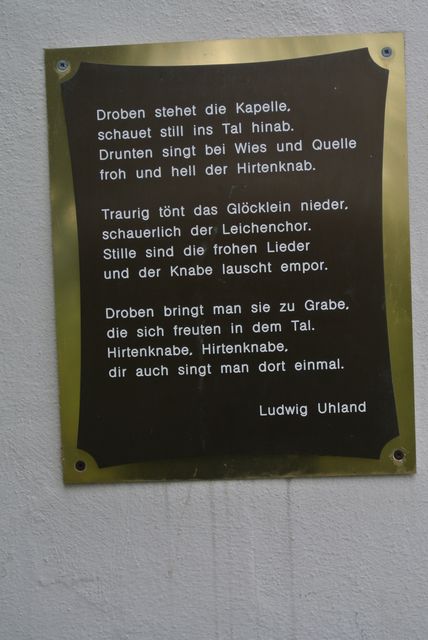 Droben stehet die Kapelle,
schauet still ins Tal hinab.
Drunten singt bei Wies und Quelle
froh und hell der Hirtenknab.
Traurig tönt das Glöcklein nieder,
schauerlich der Leichenchor.
Stille sind die frohen Lieder
und der Knabe lauscht empor.
Droben bringt man sie zu Grabe,
die sich freuten in dem Tal.
Hirtenknabe, Hirtenknabe,
dir auch singt man dort einmal.
Ludwig Uhland